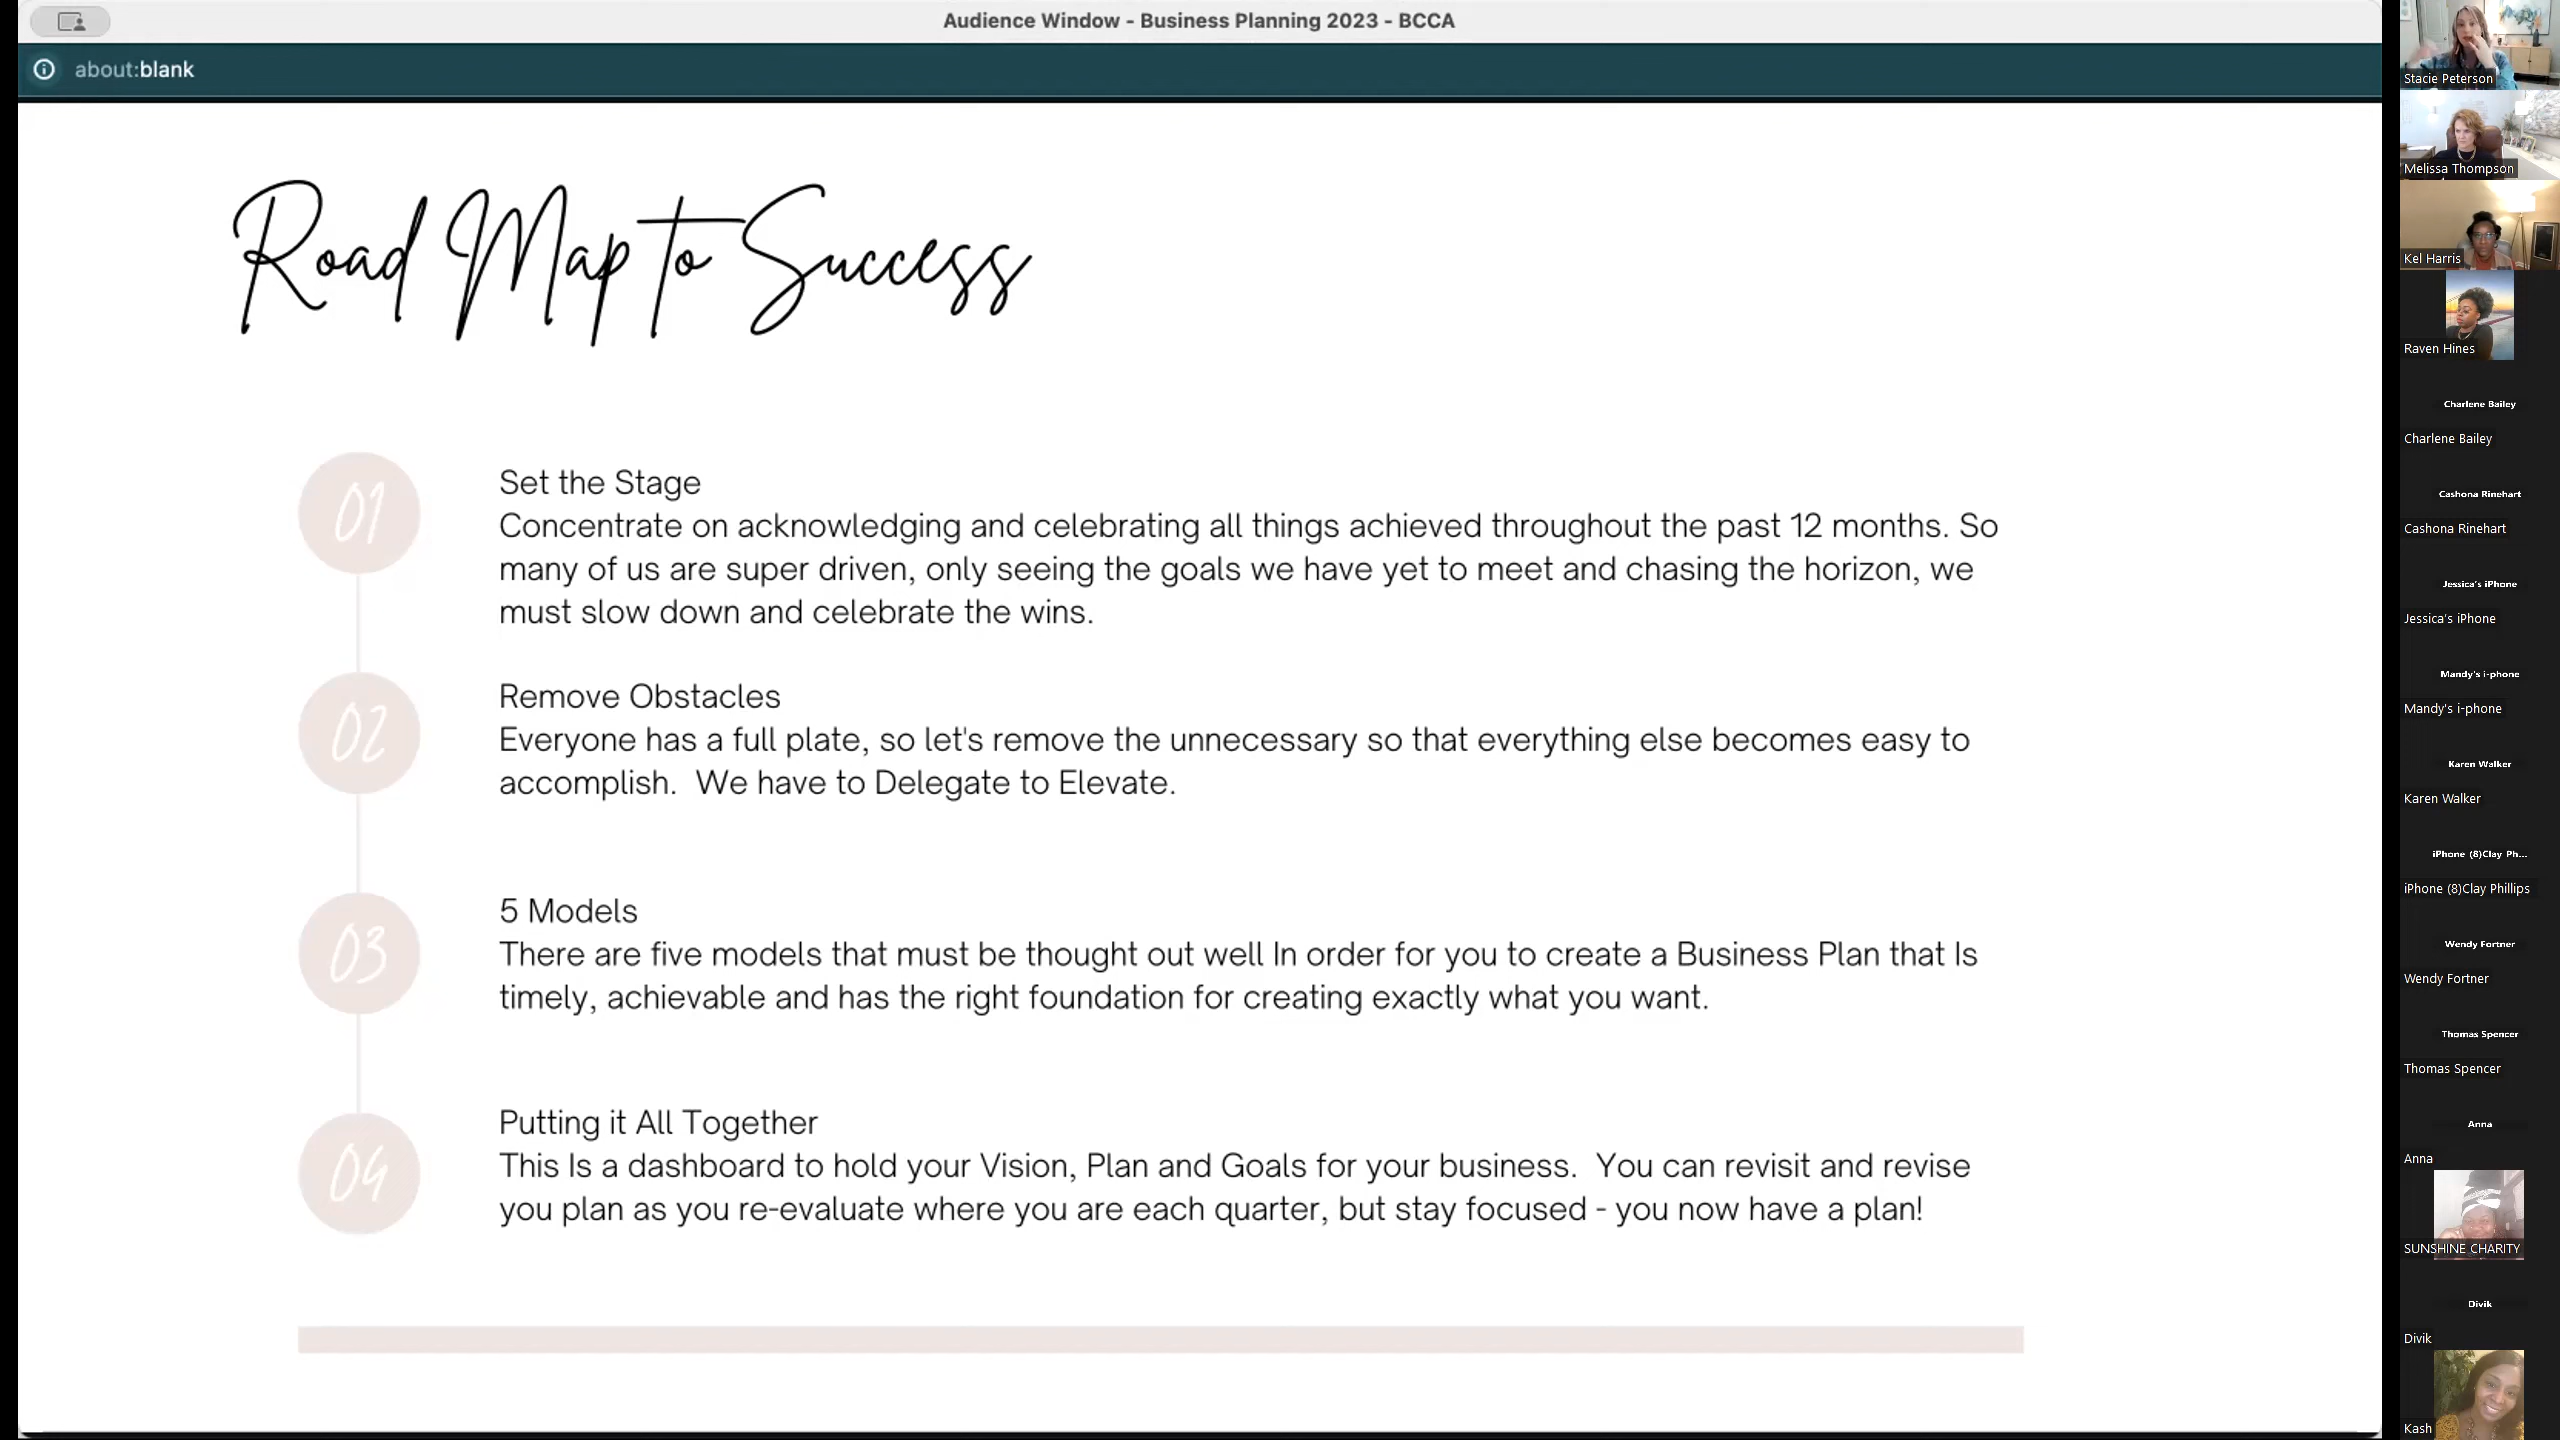 Audience Window - Business Planning 2023 - BCCA
about:blank
Road Map to Success
01
Set the Stage
Concentrate on acknowledging and celebrating all things achieved throughout the past 12 months. So
many of us are super driven, only seeing the goals we have yet to meet and chasing the horizon, we
must slow down and celebrate the wins.
02
Remove Obstacles
Everyone has a full plate, so let's remove the unnecessary so that everything else becomes easy to
accomplish.  We have to Delegate to Elevate.
03
5 Models
There are five models that must be thought out well In order for you to create a Business Plan that Is
timely, achievable and has the right foundation for creating exactly what you want.
04
Putting it All Together
This Is a dashboard to hold your Vision, Plan and Goals for your business.  You can revisit and revise
you plan as you re-evaluate where you are each quarter, but stay focused - you now have a plan!
Stacie Peterson
Melissa Thompson
Kel Harris
Raven Hines
Charlene Bailey
Charlene Bailey
Cashona Rinehart
Cashona Rinehart
Jessica's iPhone
Jessica's iPhone
Mandy's i-phone
Mandy's i-phone
Karen Walker
Karen Walker
iPhone (8)Clay Ph...
iPhone (8)Clay Phillips
Wendy Fortner
Wendy Fortner
Thomas Spencer
Thomas Spencer
Anna
Anna
SUNSHINE CHARITY
Divik
Divik
Kash